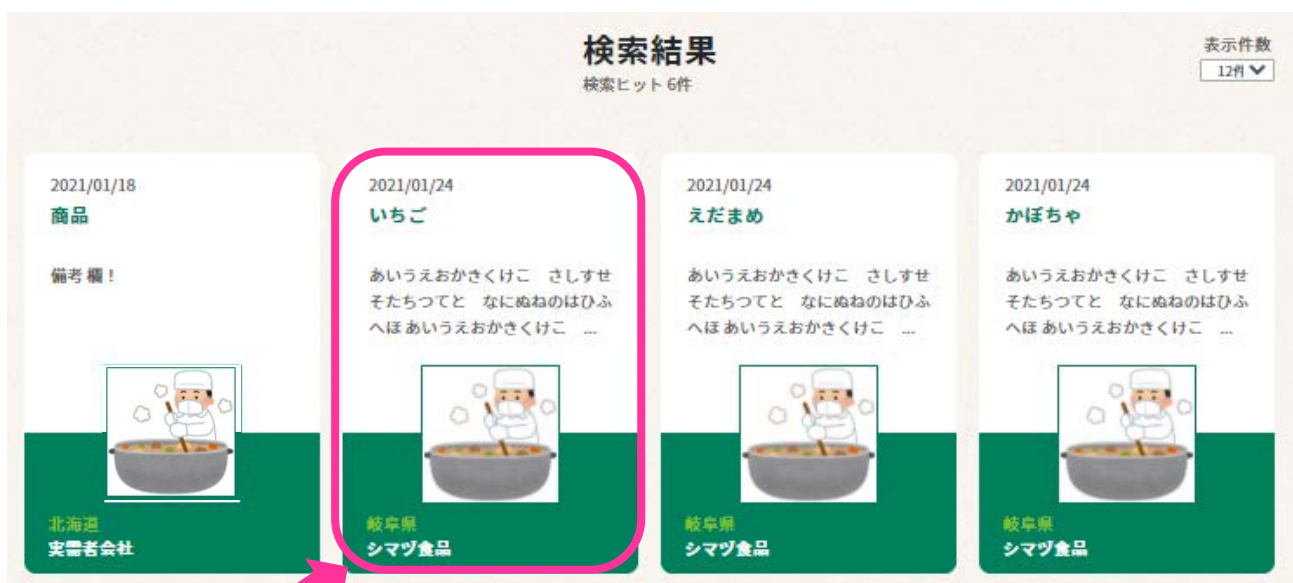 検索結果
検索ヒット 6件
表示件数
12件
2021/01/18
商品
備考 欄！
北海道
実需者会社
2021/01/24
いちご
あいうえおかきくけこ　さしすせ
そたちつてと　なにぬねのはひふ
へほ あいうえおかきくけこ　...
岐阜県
シマヅ食品
2021/01/24
えだまめ
あいうえおかきくけこ　さしすせ
そたちつてと　なにぬねのはひふ
へほ あいうえおかきくけこ　...
岐阜県
シマヅ食品
2021/01/24
かぼちゃ
あいうえおかきくけこ　さしすせ
そたちつてと　なにぬねのはひふ
へほ あいうえおかきくけこ　...
岐阜県
シマヅ食品